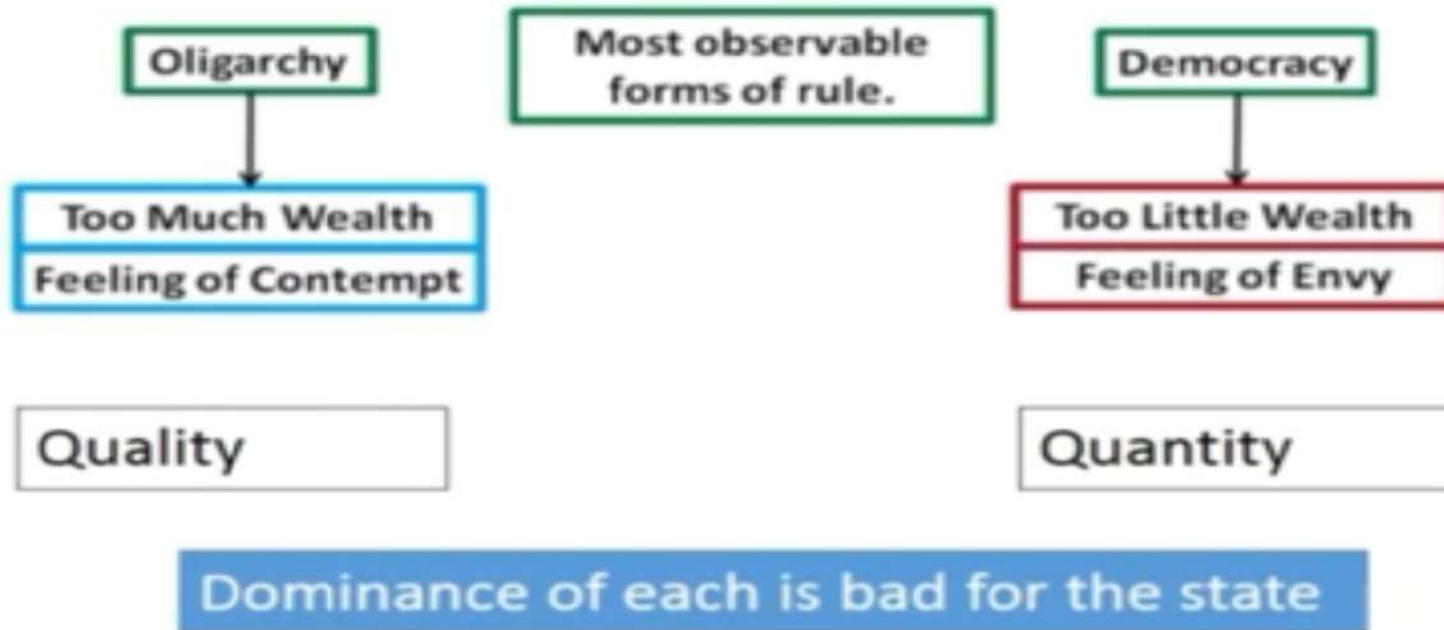 Oligarchy
Most observable
forms of rule.
Democracy
Too Much Wealth
Feeling of Contempt
Too Little Wealth
Feeling of Envy
Quality
Quantity
Dominance of each is bad for the state